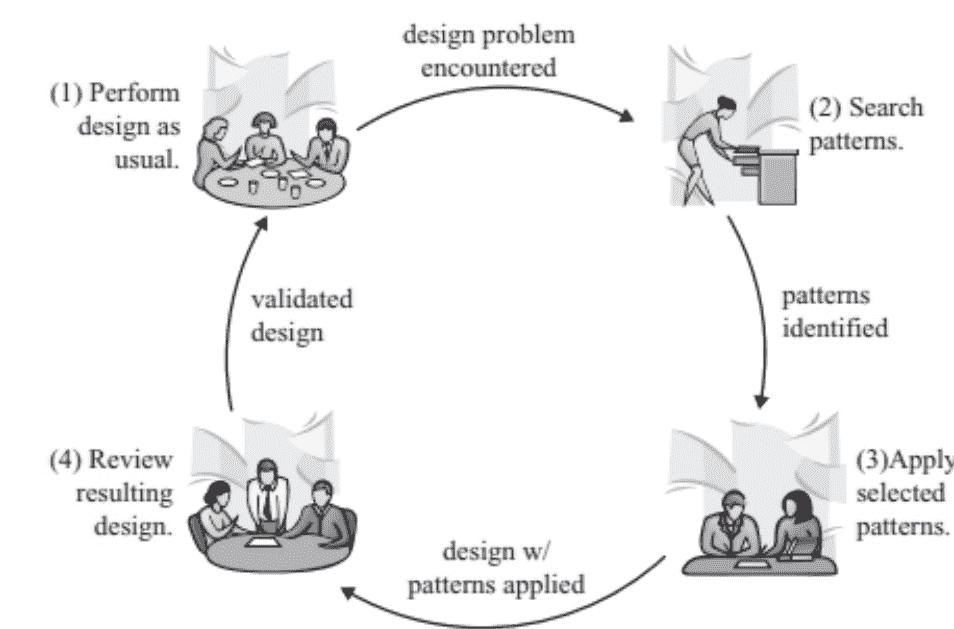 design problem
encountered
(1) Perform
design as
usual.
(2) Search
patterns.
validated
design
patterns
identified
(4) Review
resulting
design.
(3)Apply
selected
patterns.
design w/
patterns applied